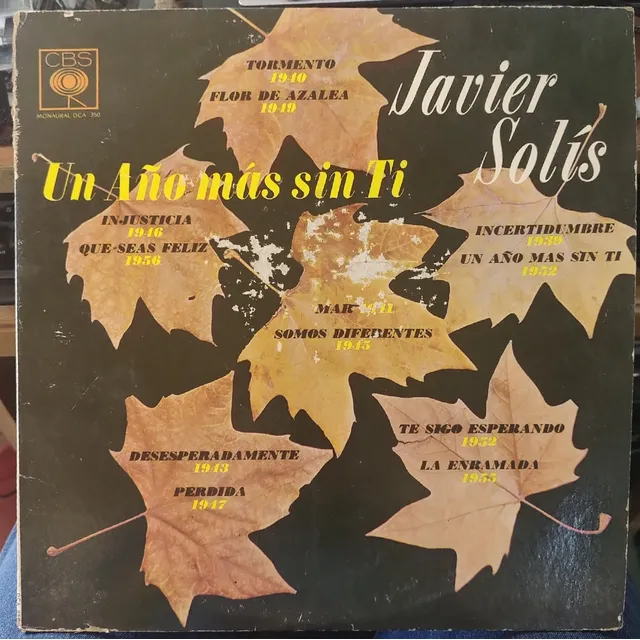 CBS
MONAURAL DCA 350
TORMENTO
1940
FLOR DE AZALEA
1949
Javier
Solís
Un Año más sin Ti
INJUSTICIA
1946
QUE SEAS FELIZ
1956
INCERTIDUMBRE
1939
UN AÑO MAS SIN TI
1952
MAR
SOMOS DIFERENTES
1945
DESESPERADAMENTE
1943
PERDIDA
1947
TE SIGO ESPERANDO
1952
LA ENRAMADA
1955